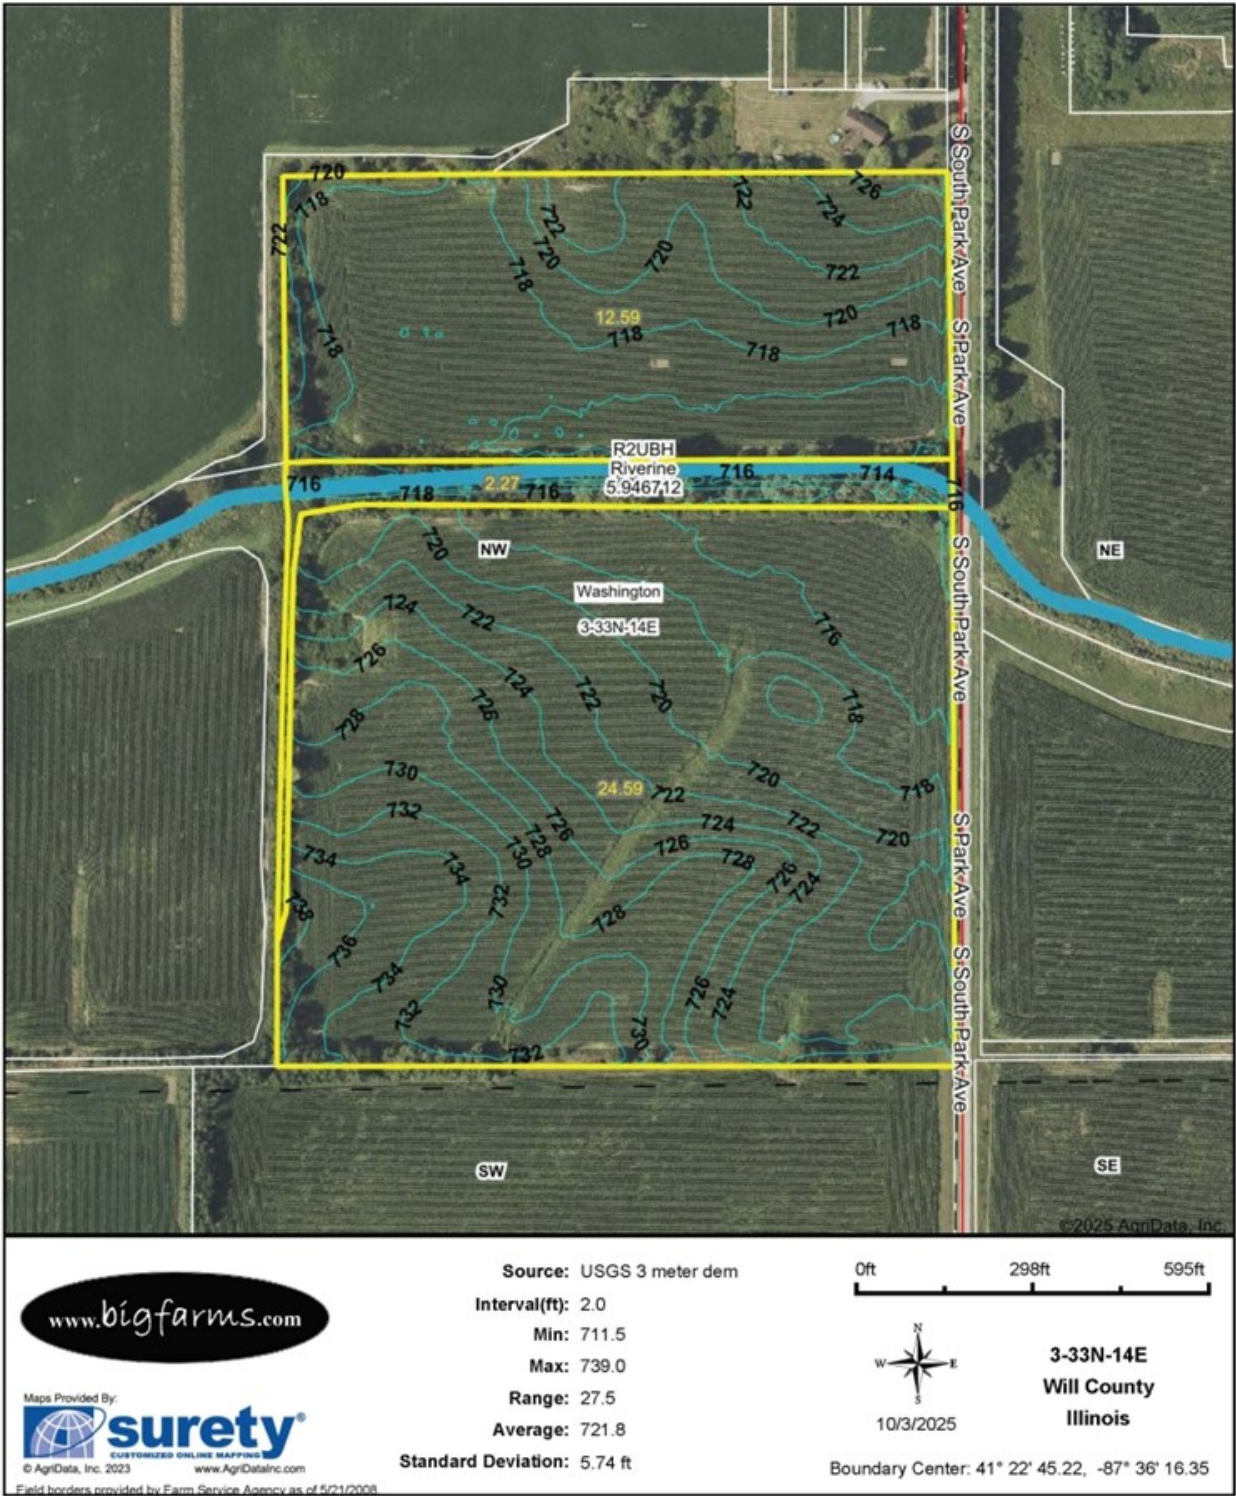 720
718
722
722
726
724
722
720
720
718
722
720
718
718
718
718
12.59
S South Park Ave
S Park Ave
R2UBH
Riverine
5.946712
716
2.27
718
716
716
714
716
720
NW
NE
Washington
3-33N-14E
S South Park Ave
724
722
716
726
724
722
720
718
728
726
730
720
718
24.59
722
732
726
724
722
720
728
730
726
728
734
734
732
726
724
S Park Ave
738
728
736
734
730
726
724
732
730
732
S South Park Ave
SW
SE
©2025 AgriData, Inc.
www.bigfarms.com
Maps Provided By:
surety®
CUSTOMIZED ONLINE MAPPING
© AgriData, Inc. 2023 www.AgriDataInc.com
Field borders provided by Farm Service Agency as of 5/21/2008.
Source: USGS 3 meter dem
Interval(ft): 2.0
Min: 711.5
Max: 739.0
Range: 27.5
Average: 721.8
Standard Deviation: 5.74 ft
0ft 298ft 595ft
N
W E
S
10/3/2025
3-33N-14E
Will County
Illinois
Boundary Center: 41° 22' 45.22, -87° 36' 16.35